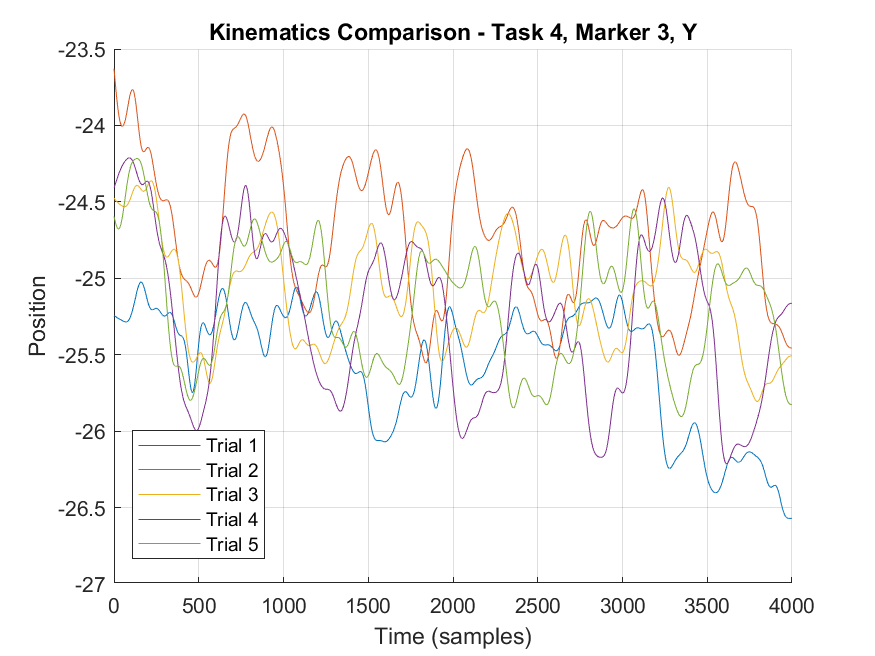 Kinematics Comparison - Task 4, Marker 3, Y
-23.5
-24
-24.5
-25
-25.5
-26
-26.5
-27
Position
Trial 1
Trial 2
Trial 3
Trial 4
Trial 5
0 500 1000 1500 2000 2500 3000 3500 4000
Time (samples)